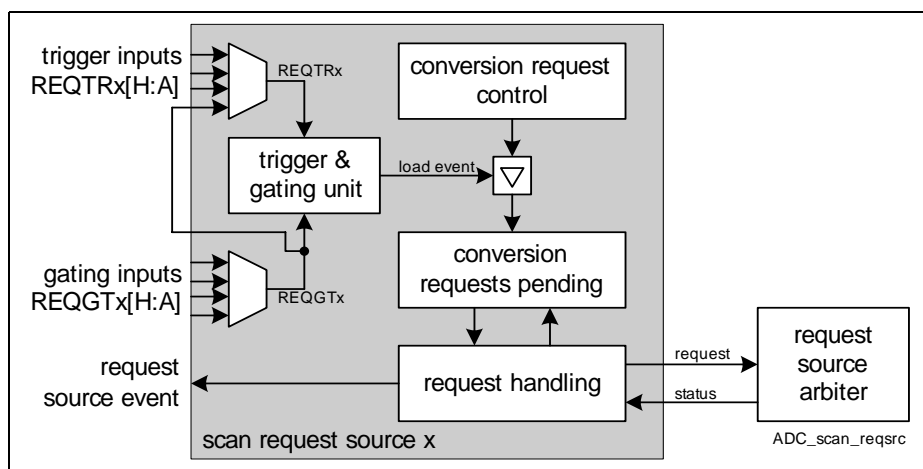 trigger inputs
REQTRx[H:A]
REQTRx
conversion request
control
trigger &
gating unit
load event
gating inputs
REQGTx[H:A]
REQGTx
conversion
requests pending
request
source event
request handling
request
status
request
source
arbiter
scan request source x
ADC_scan_reqsrc